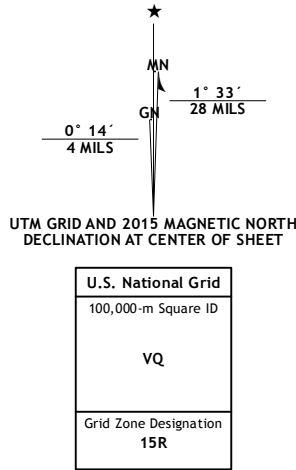 ★
MN
1° 33´
28 MILS
GN
0° 14´
4 MILS
UTM GRID AND 2015 MAGNETIC NORTH
DECLINATION AT CENTER OF SHEET
U.S. National Grid
100,000-m Square ID
VQ
Grid Zone Designation
15R